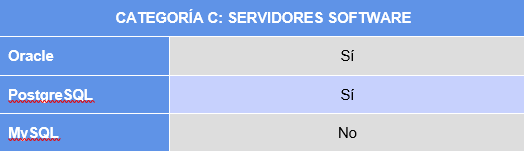 CATEGORÍA C: SERVIDORES SOFTWARE
Oracle Sí
PostgreSQL Sí
MySQL No